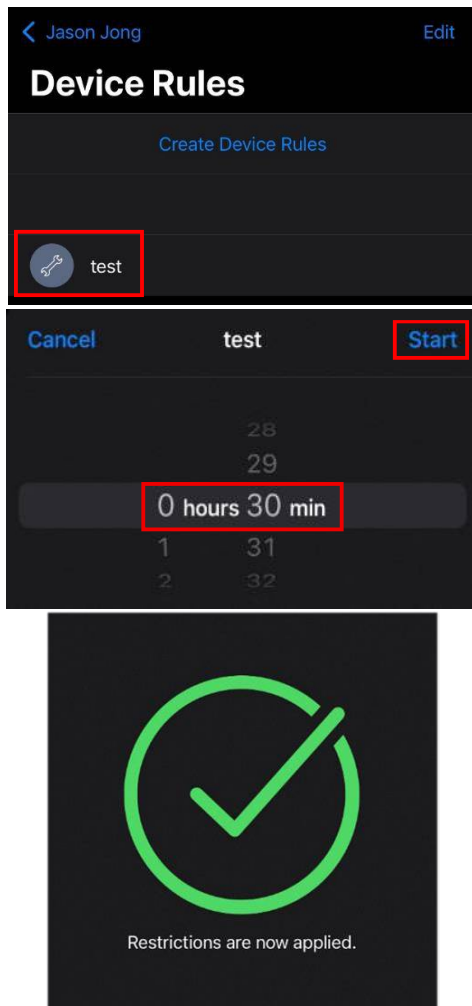 Jason Jong Edit
Device Rules
Create Device Rules
test
Cancel test Start
28
29
0 hours 30 min
1 31
2 32
Restrictions are now applied.